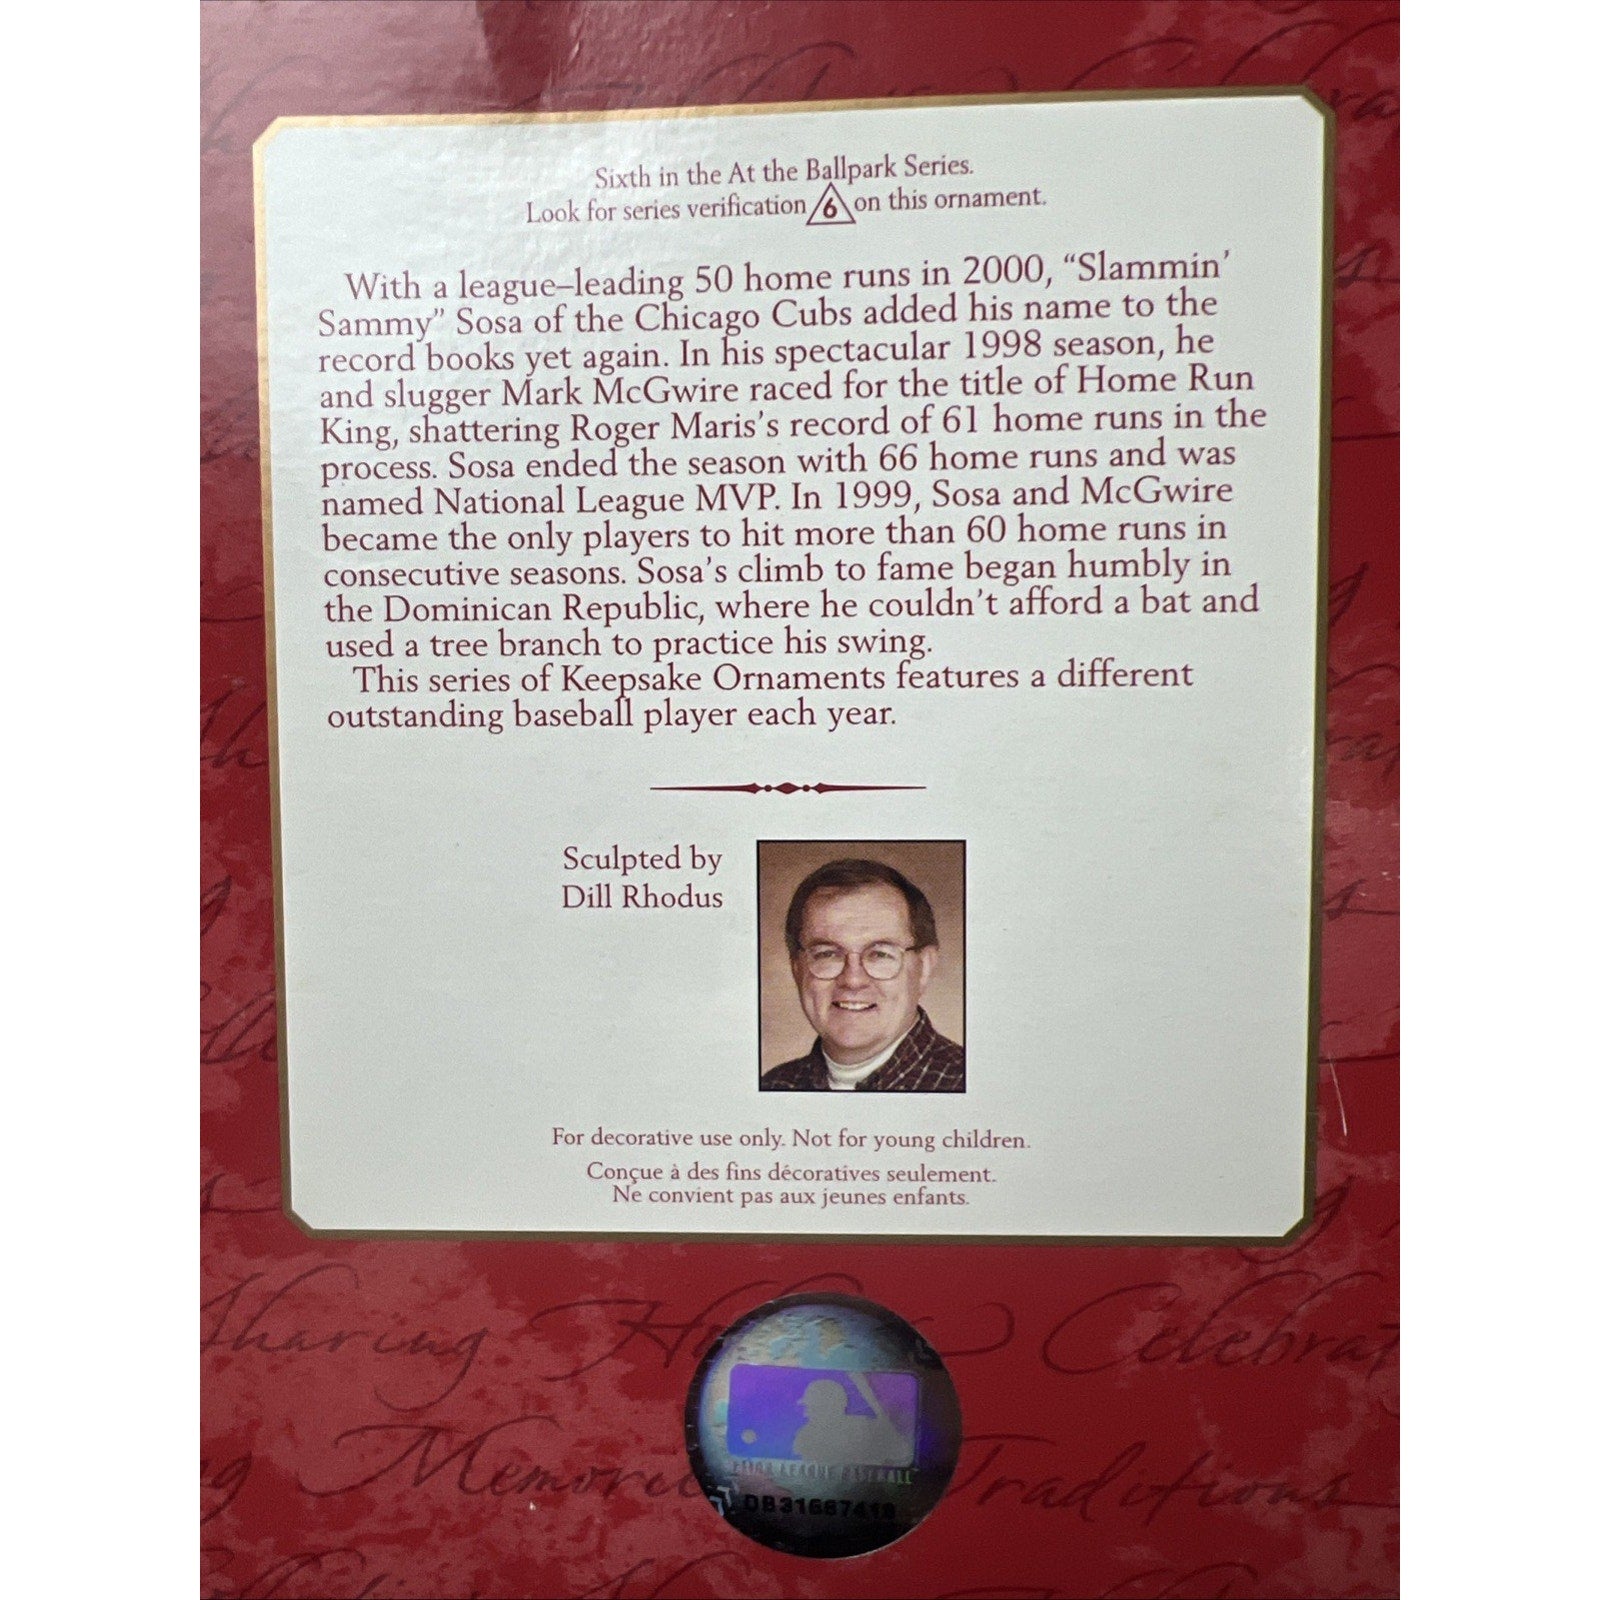 Sixth in the At the Ballpark Series.
Look for series verification 6 on this ornament.
With a league–leading 50 home runs in 2000, “Slammin’
Sammy” Sosa of the Chicago Cubs added his name to the
record books yet again. In his spectacular 1998 season, he
and slugger Mark McGwire raced for the title of Home Run
King, shattering Roger Maris’s record of 61 home runs in the
process. Sosa ended the season with 66 home runs and was
named National League MVP. In 1999, Sosa and McGwire
became the only players to hit more than 60 home runs in
consecutive seasons. Sosa’s climb to fame began humbly in
the Dominican Republic, where he couldn’t afford a bat and
used a tree branch to practice his swing.
This series of Keepsake Ornaments features a different
outstanding baseball player each year.
Sculpted by
Dill Rhodus
For decorative use only. Not for young children.
Conçue à des fins décoratives seulement.
Ne convient pas aux jeunes enfants.
Sharing
Memories Traditions
MAJOR LEAGUE BASEBALL